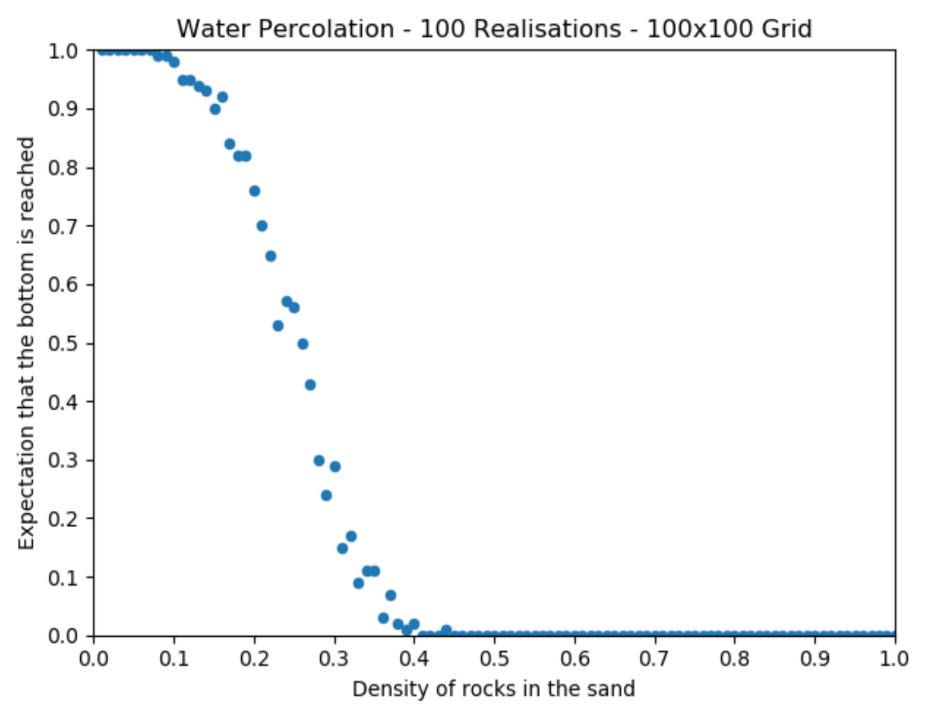 Water Percolation - 100 Realisations - 100x100 Grid
Expectation that the bottom is reached
1.0
0.9
0.8
0.7
0.6
0.5
0.4
0.3
0.2
0.1
0.0
0.0 0.1 0.2 0.3 0.4 0.5 0.6 0.7 0.8 0.9 1.0
Density of rocks in the sand